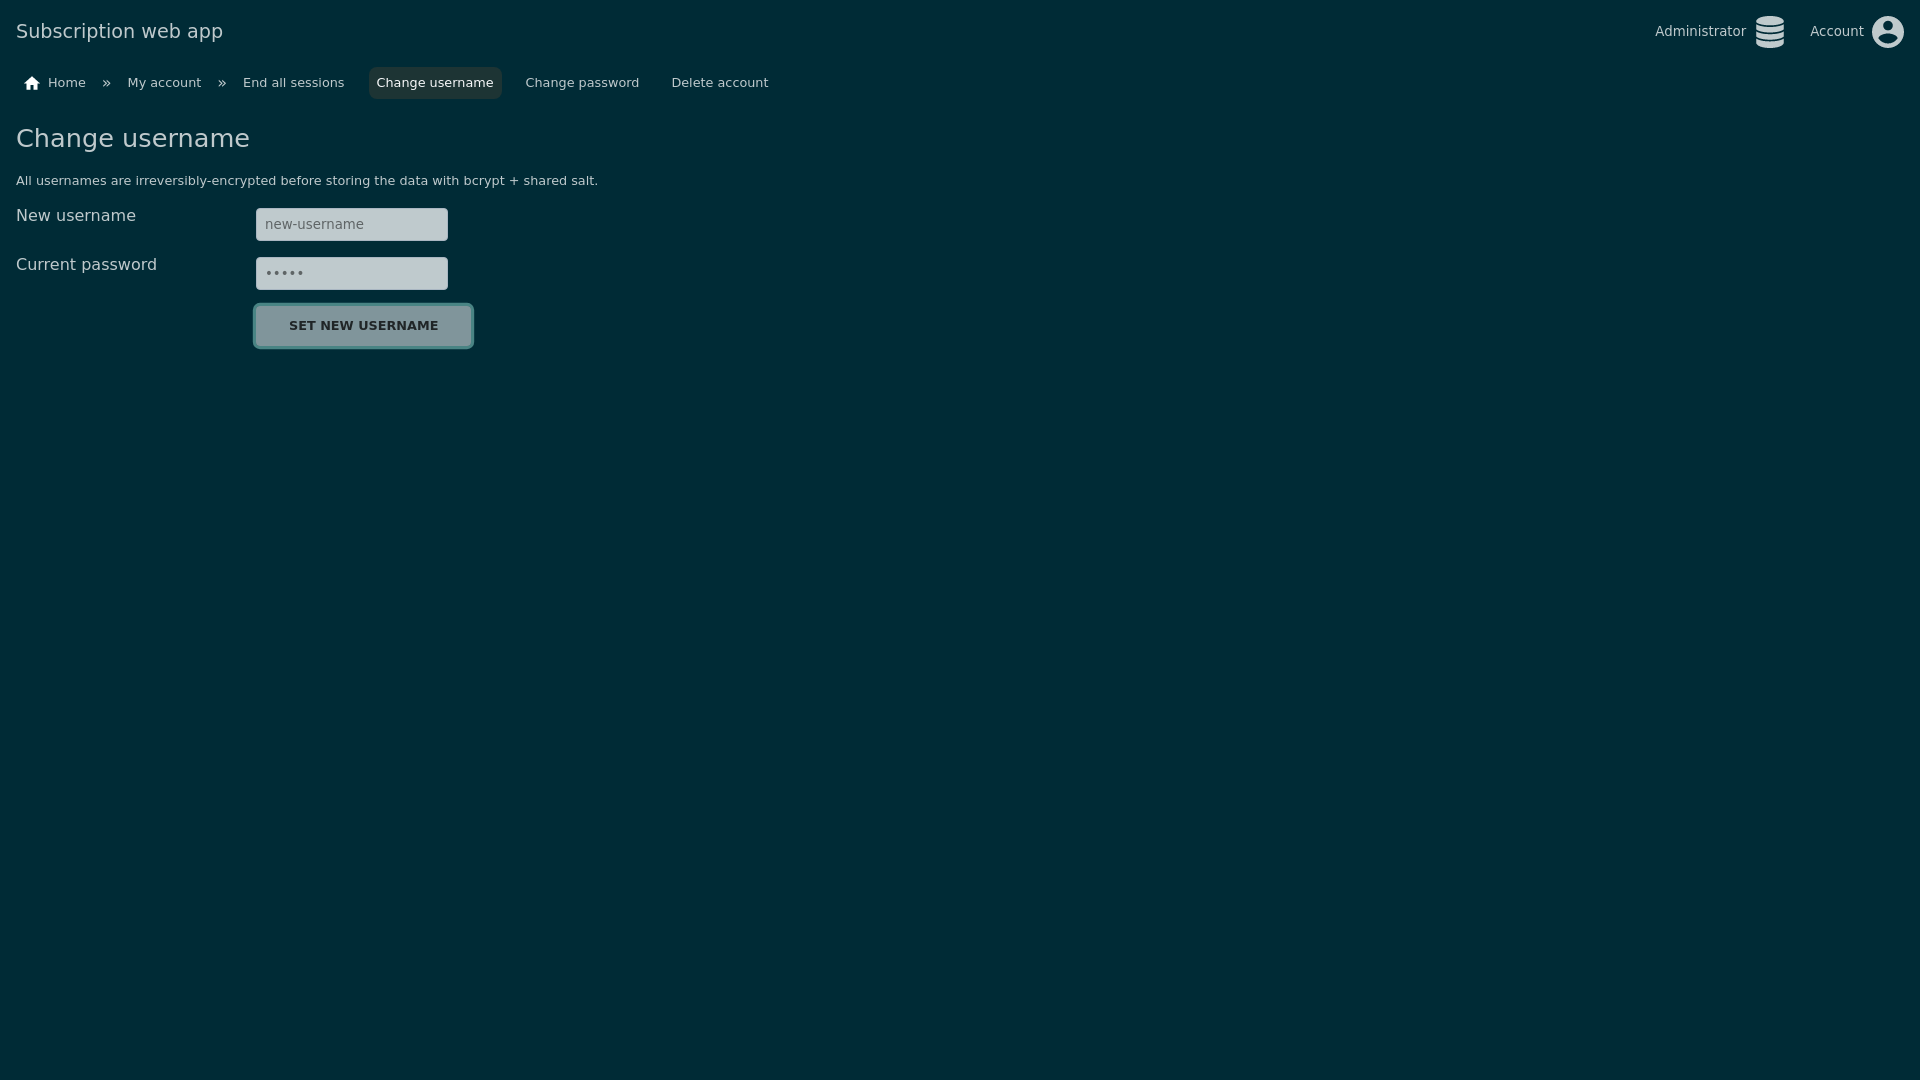 Subscription web app
Administrator
Account
Home » My account » End all sessions Change username Change password Delete account
Change username
All usernames are irreversibly-encrypted before storing the data with bcrypt + shared salt.
New username
new-username
Current password
•••••
SET NEW USERNAME